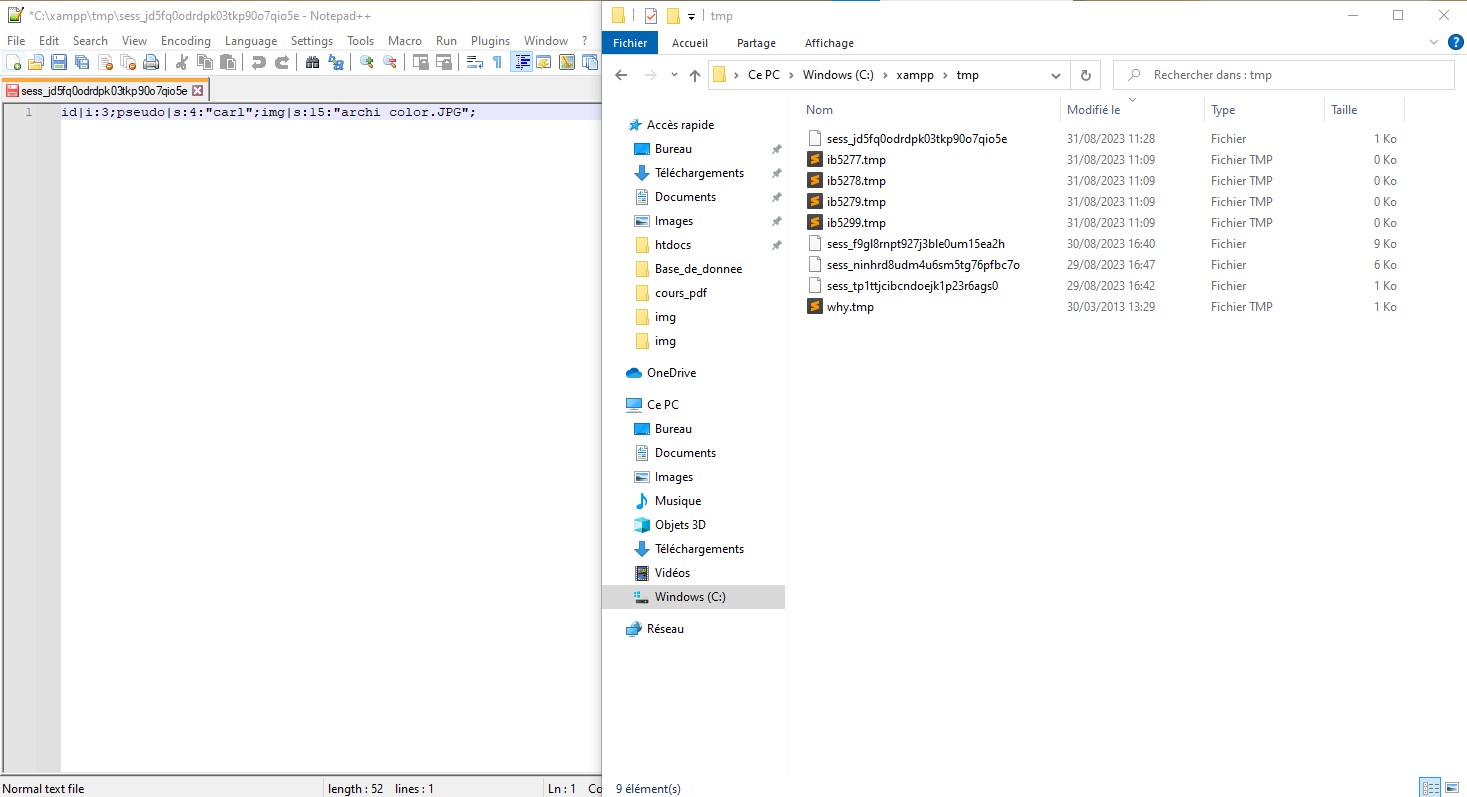 *C:\xampp\tmp\sess_jd5fq0odrdpk03tkp90o7qio5e - Notepad++
File Edit Search View Encoding Language Settings Tools Macro Run Plugins Window ?
sess_jd5fq0odrdpk03tkp90o7qio5e
1 id|i:3;pseudo|s:4:"carl";img|s:15:"archi color.JPG";
Normal text file length : 52 lines : 1 Ln : 1 Co
tmp
Fichier Accueil Partage Affichage
Ce PC Windows (C:) xampp tmp Rechercher dans : tmp
Accès rapide
Bureau
Téléchargements
Documents
Images
htdocs
Base_de_donnee
cours_pdf
img
img
OneDrive
Ce PC
Bureau
Documents
Images
Musique
Objets 3D
Téléchargements
Vidéos
Windows (C:)
Réseau
Nom Modifié le Type Taille
sess_jd5fq0odrdpk03tkp90o7qio5e 31/08/2023 11:28 Fichier 1 Ko
ib5277.tmp 31/08/2023 11:09 Fichier TMP 0 Ko
ib5278.tmp 31/08/2023 11:09 Fichier TMP 0 Ko
ib5279.tmp 31/08/2023 11:09 Fichier TMP 0 Ko
ib5299.tmp 31/08/2023 11:09 Fichier TMP 0 Ko
sess_f9gl8rnpt927j3ble0um15ea2h 30/08/2023 16:40 Fichier 9 Ko
sess_ninhrd8udm4u6sm5tg76pfbc7o 29/08/2023 16:47 Fichier 6 Ko
sess_tp1ttjcibcndoejk1p23r6ags0 29/08/2023 16:42 Fichier 1 Ko
why.tmp 30/03/2013 13:29 Fichier TMP 1 Ko
9 élément(s)